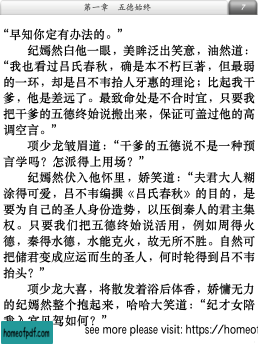 第一章　五德始终
7
“早知你定有办法的。”
纪嫣然白他一眼，美眸泛出笑意，油然道：
“我也看过吕氏春秋，确是本不朽巨著，但最弱
的一环，却是吕不韦拾人牙惠的理论；比起我干
爹，他是差远了。最致命处是不合时宜，只要我
把干爹的五德终始说搬出来，保证可盖过他的高
调空言。”
项少龙皱眉道：“干爹的五德说不是一种预
言学吗？怎派得上用场？”
纪嫣然伏入他怀里，娇笑道：“夫君大人糊
涂得可爱，吕不韦编撰《吕氏春秋》的目的，是
要为自己的圣人身份造势，以压倒秦人的君主集
权。只要我们把五德终始说活用，例如周得火
德，秦得水德，水能克火，故无所不胜。自然可
把储君变成应运而生的圣人，何时轮得到吕不韦
抬头？”
项少龙大喜，将散发着浴后体香，娇慵无力
的纪嫣然整个抱起来，哈哈大笑道：“纪才女陪
我入宫见驾如何？”
homeofpdf.com
see more please visit: https://homeof